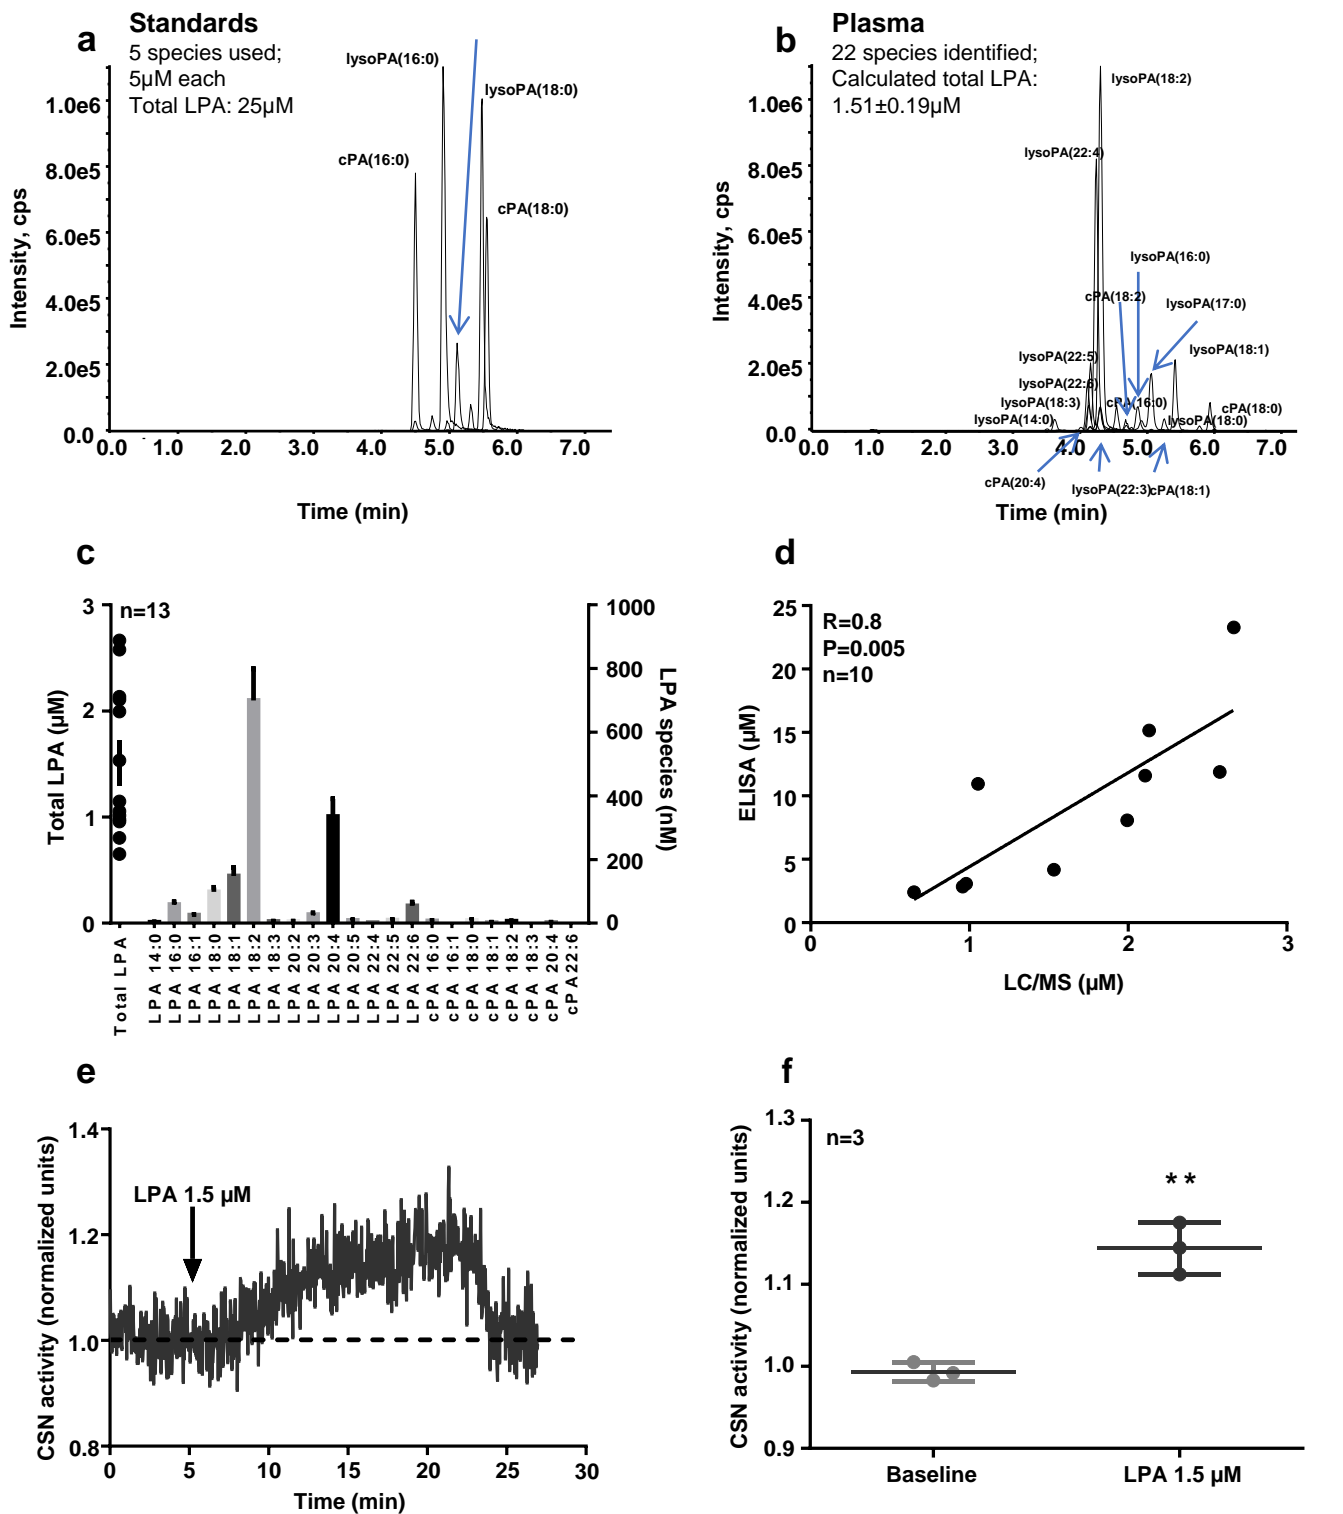 a
Standards
5 species used;
5µM each
Total LPA: 25µM
Intensity, cps
1.0e6
8.0e5
6.0e5
4.0e5
2.0e5
0.0
lysoPA(16:0)
lysoPA(18:0)
cPA(16:0)
cPA(18:0)
0.0 1.0 2.0 3.0 4.0 5.0 6.0 7.0
Time (min)
b
Plasma
22 species identified;
Calculated total LPA:
1.51±0.19µM
Intensity, cps
1.0e6
8.0e5
6.0e5
4.0e5
2.0e5
0.0
lysoPA(18:2)
lysoPA(22:4)
lysoPA(16:0)
cPA(18:2)
lysoPA(17:0)
lysoPA(18:1)
lysoPA(22:5)
lysoPA(22:6)
lysoPA(18:3)
cPA(16:0)
cPA(18:0)
lysoPA(14:0)
lysoPA(18:0)
0.0 1.0 2.0 3.0 4.0 5.0 6.0 7.0
cPA(20:4)
lysoPA(22:3)
cPA(18:1)
Time (min)
c
n=13
Total LPA (µM)
3
2
1
0
LPA species (nM)
1000
800
600
400
200
0
Total LPA
LPA 14:0
LPA 16:0
LPA 16:1
LPA 18:0
LPA 18:1
LPA 18:2
LPA 18:3
LPA 20:2
LPA 20:3
LPA 20:4
LPA 20:5
LPA 22:4
LPA 22:5
LPA 22:6
cPA 16:0
cPA 16:1
cPA 18:0
cPA 18:1
cPA 18:2
cPA 18:3
cPA 20:4
cPA22:6
d
R=0.8
P=0.005
n=10
ELISA (µM)
25
20
15
10
5
0
0 1 2 3
LC/MS (µM)
e
CSN activity (normalized units)
1.4
1.2
1.0
0.8
LPA 1.5 µM
0 5 10 15 20 25 30
Time (min)
f
CSN activity (normalized units)
1.3
1.2
1.1
1.0
0.9
n=3
**
Baseline LPA 1.5 µM